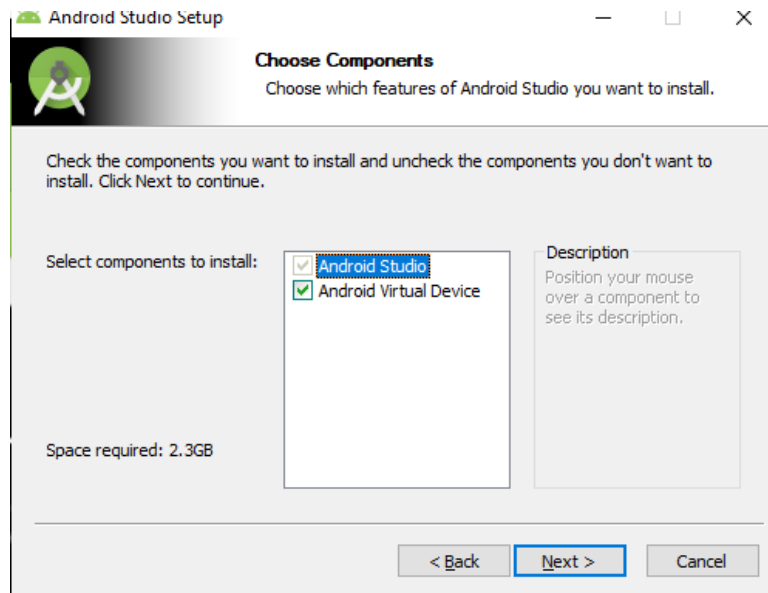 Android Studio Setup
Choose Components
Choose which features of Android Studio you want to install.
Check the components you want to install and uncheck the components you don't want to
install. Click Next to continue.
Select components to install:
Android Studio
Android Virtual Device
Description
Position your mouse
over a component to
see its description.
Space required: 2.3GB
< Back
Next >
Cancel